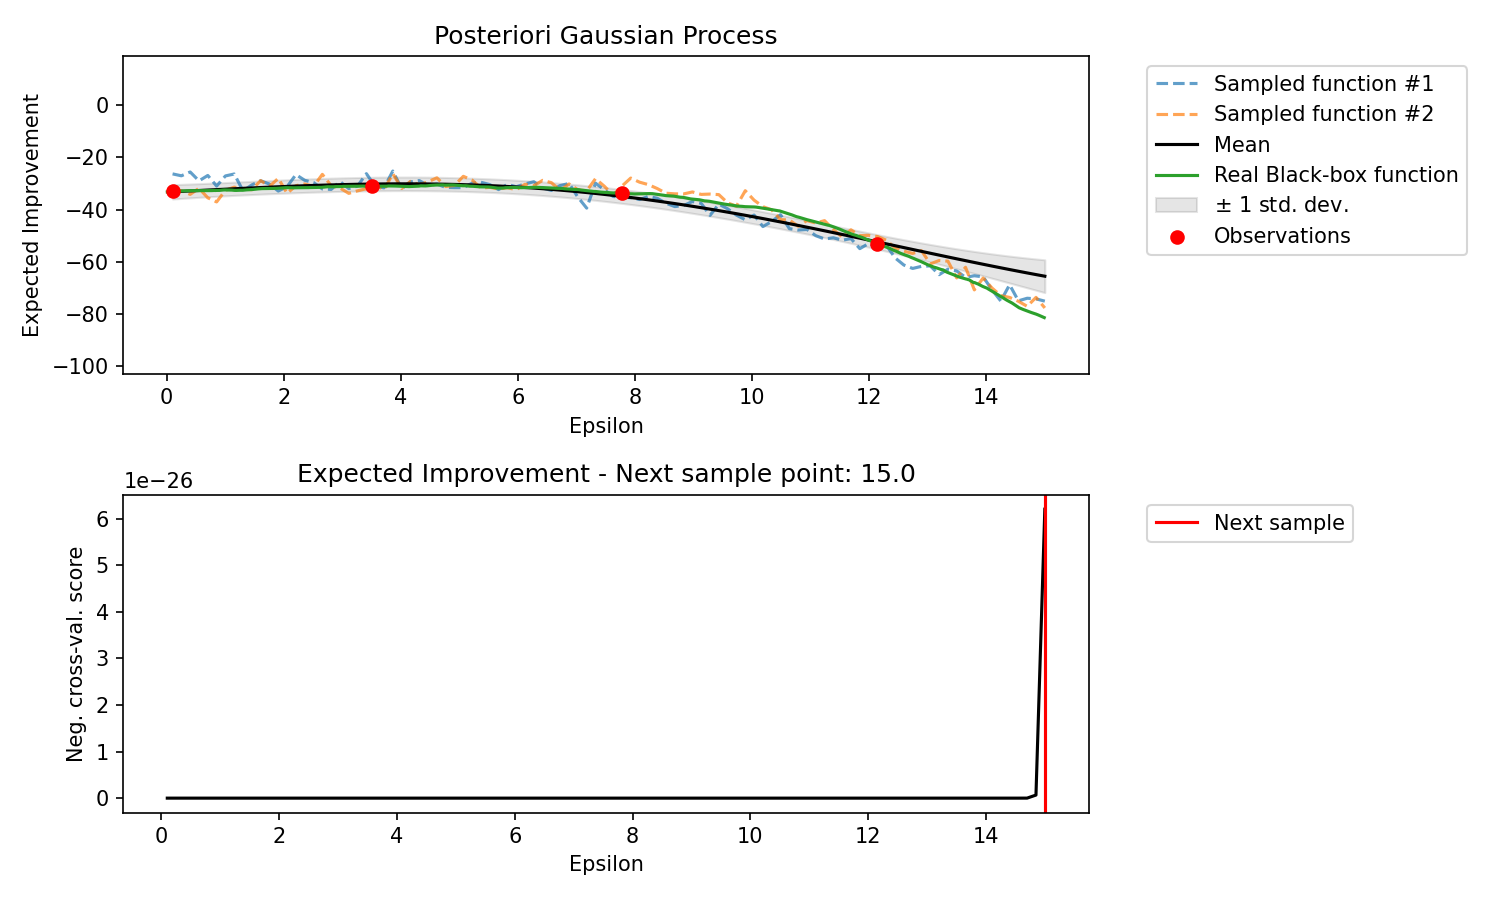 Posteriori Gaussian Process
Expected Improvement
0
−20
−40
−60
−80
−100
0 2 4 6 8 10 12 14
Epsilon
Sampled function #1
Sampled function #2
Mean
Real Black-box function
± 1 std. dev.
Observations
Expected Improvement - Next sample point: 15.0
1e−26
Neg. cross-val. score
6
5
4
3
2
1
0
0 2 4 6 8 10 12 14
Epsilon
Next sample